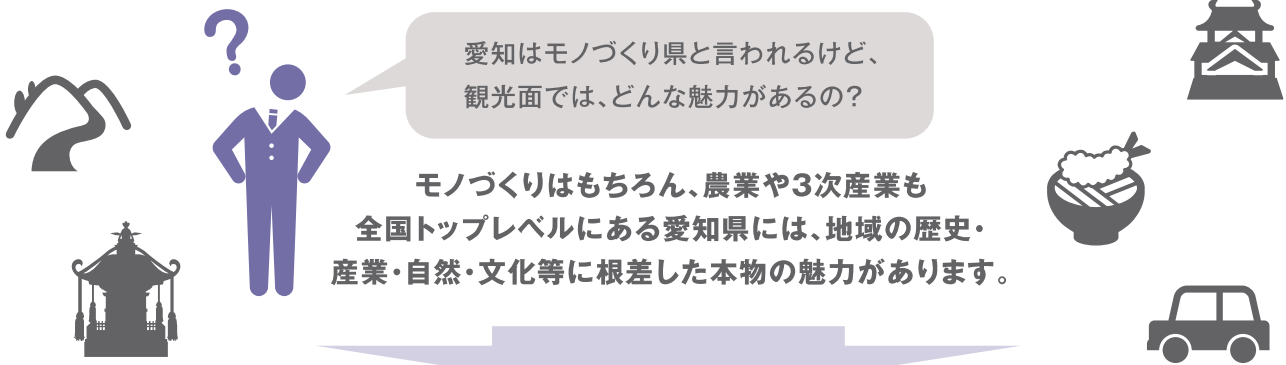 ?
愛知はモノづくり県と言われるけど、
観光面では、どんな魅力があるの？
モノづくりはもちろん、農業や3次産業も
全国トップレベルにある愛知県には、地域の歴史・
産業・自然・文化等に根差した本物の魅力があります。